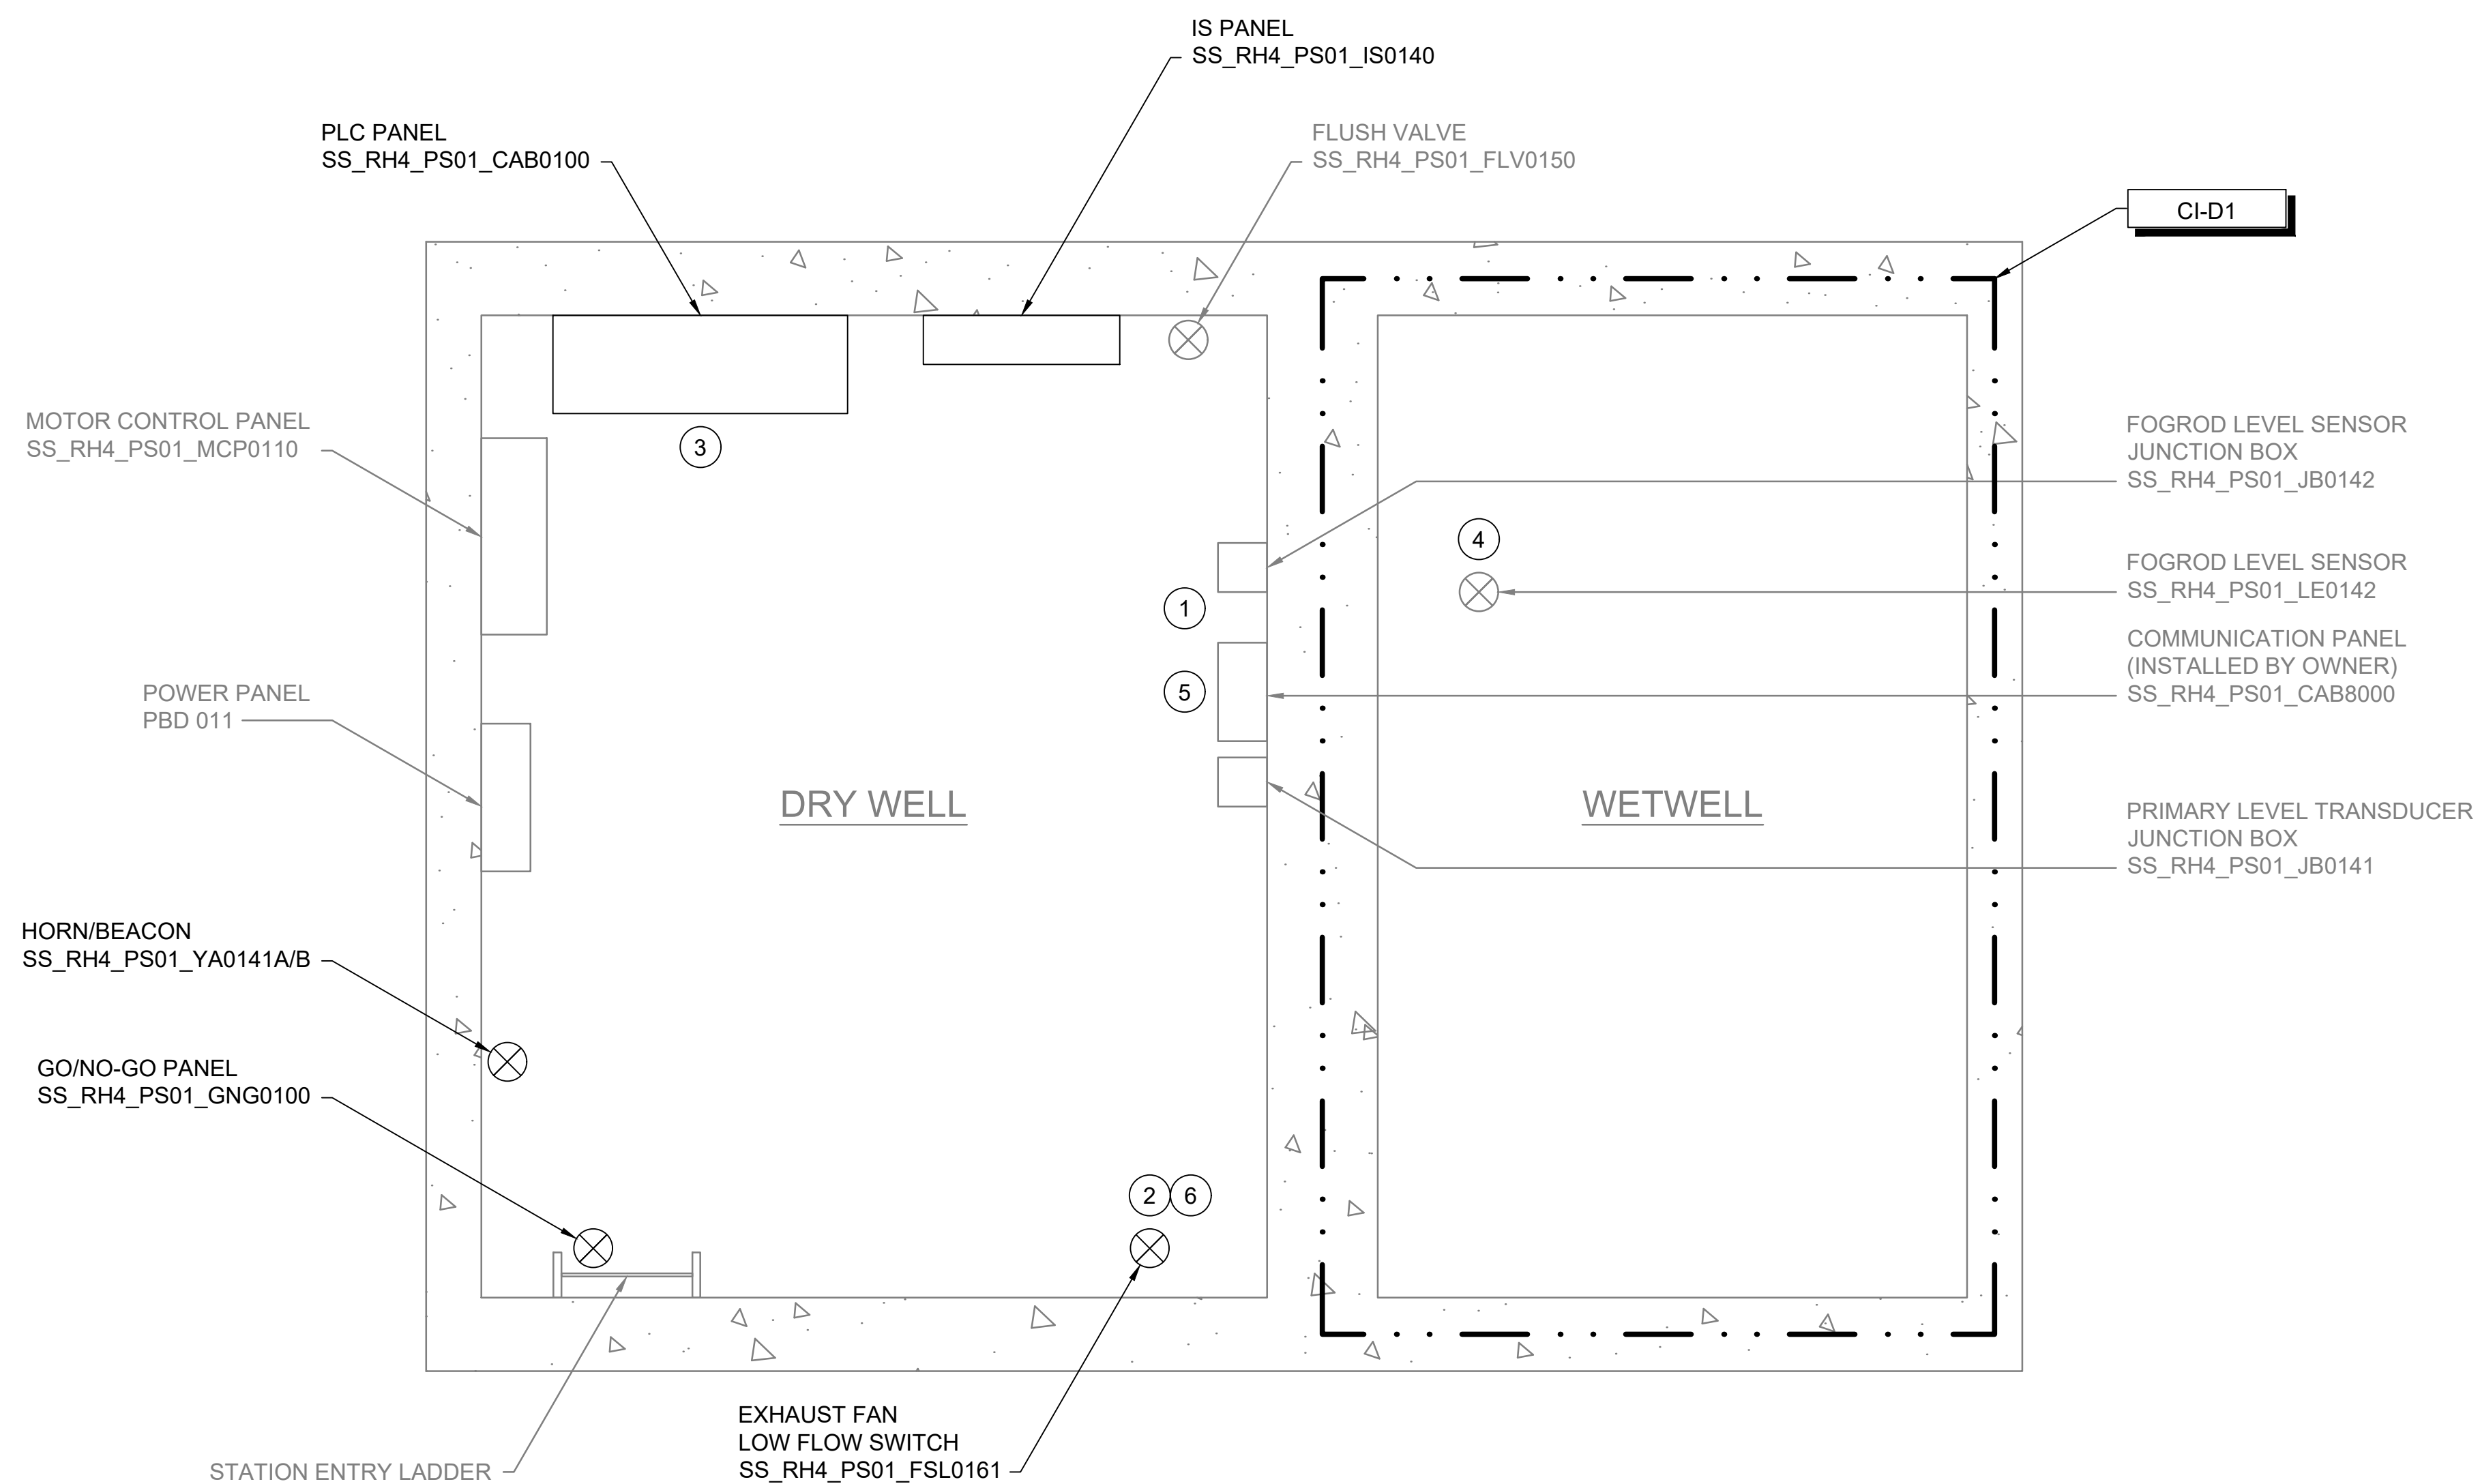 IS PANEL
SS_RH4_PS01_IS0140
PLC PANEL
SS_RH4_PS01_CAB0100
FLUSH VALVE
SS_RH4_PS01_FLV0150
CI-D1
MOTOR CONTROL PANEL
SS_RH4_PS01_MCP0110
3
FOGROD LEVEL SENSOR
JUNCTION BOX
SS_RH4_PS01_JB0142
4
FOGROD LEVEL SENSOR
SS_RH4_PS01_LE0142
1
COMMUNICATION PANEL
(INSTALLED BY OWNER)
SS_RH4_PS01_CAB8000
5
POWER PANEL
PBD 011
DRY WELL
WETWELL
PRIMARY LEVEL TRANSDUCER
JUNCTION BOX
SS_RH4_PS01_JB0141
HORN/BEACON
SS_RH4_PS01_YA0141A/B
GO/NO-GO PANEL
SS_RH4_PS01_GNG0100
2 6
EXHAUST FAN
LOW FLOW SWITCH
SS_RH4_PS01_FSL0161
STATION ENTRY LADDER